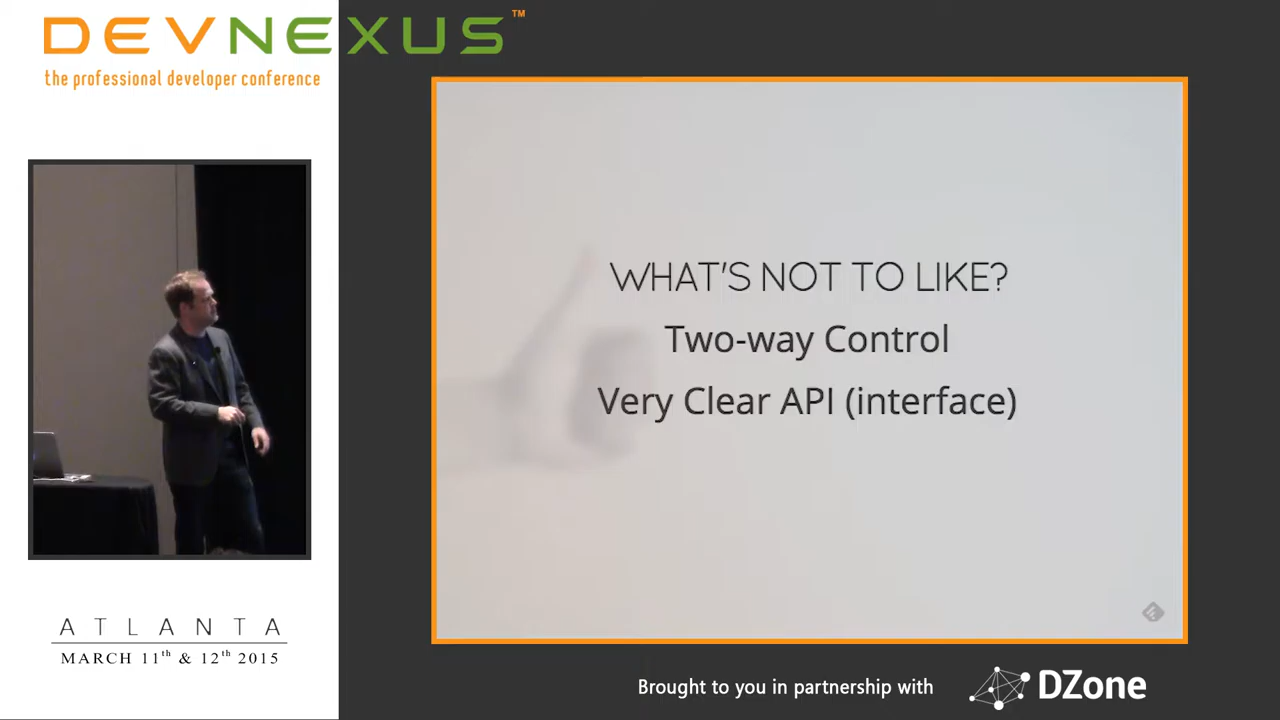 DEVNEXUS™
the professional developer conference
WHAT'S NOT TO LIKE?
Two-way Control
Very Clear API (interface)
ATLANTA
MARCH 11th & 12th 2015
Brought to you in partnership with DZone